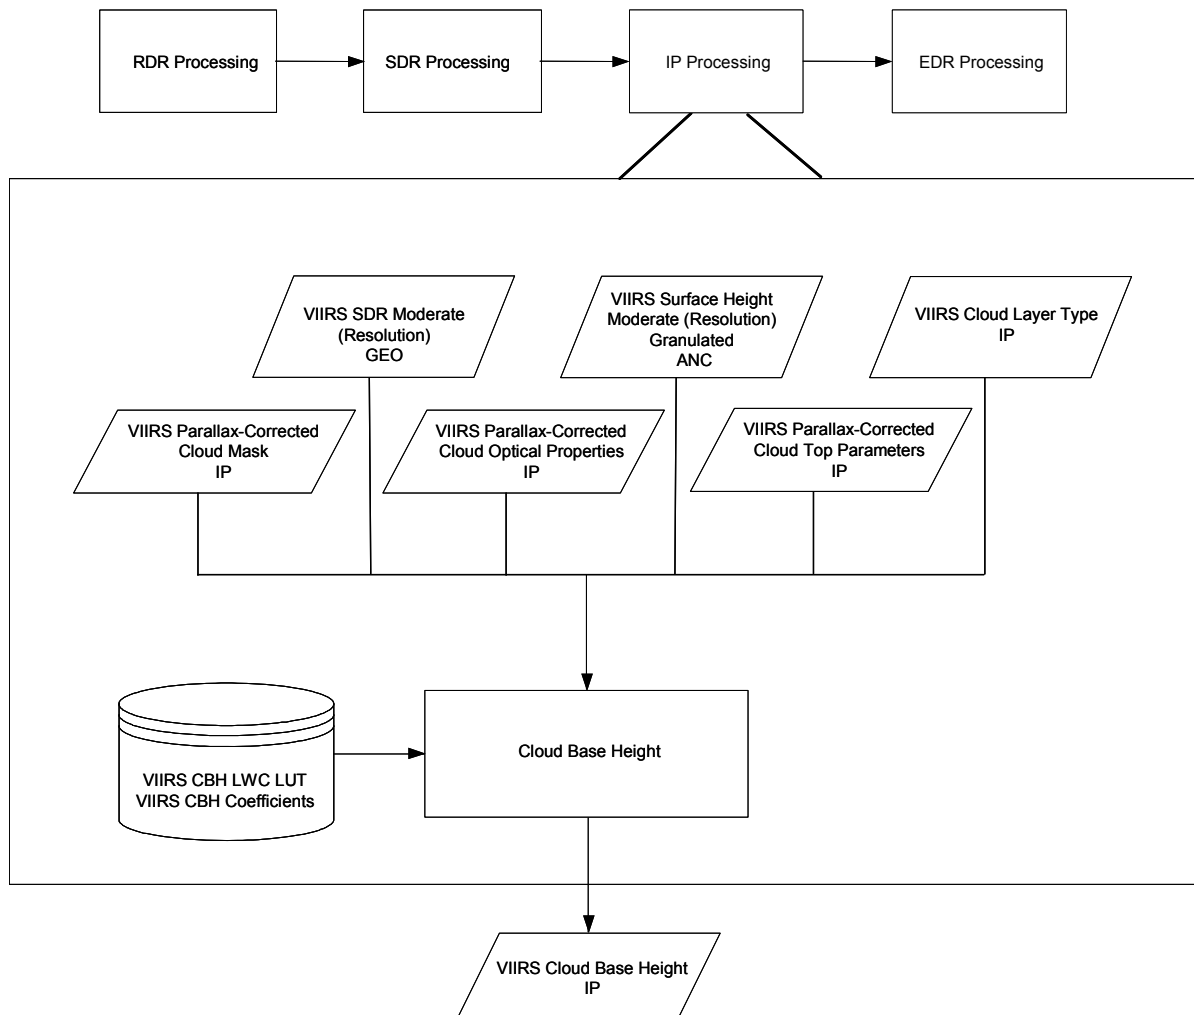 RDR Processing
SDR Processing
IP Processing
EDR Processing
VIIRS SDR Moderate
(Resolution)
GEO
VIIRS Surface Height
Moderate (Resolution)
Granulated
ANC
VIIRS Cloud Layer Type
IP
VIIRS Parallax-Corrected
Cloud Mask
IP
VIIRS Parallax-Corrected
Cloud Optical Properties
IP
VIIRS Parallax-Corrected
Cloud Top Parameters
IP
VIIRS CBH LWC LUT
VIIRS CBH Coefficients
Cloud Base Height
VIIRS Cloud Base Height
IP